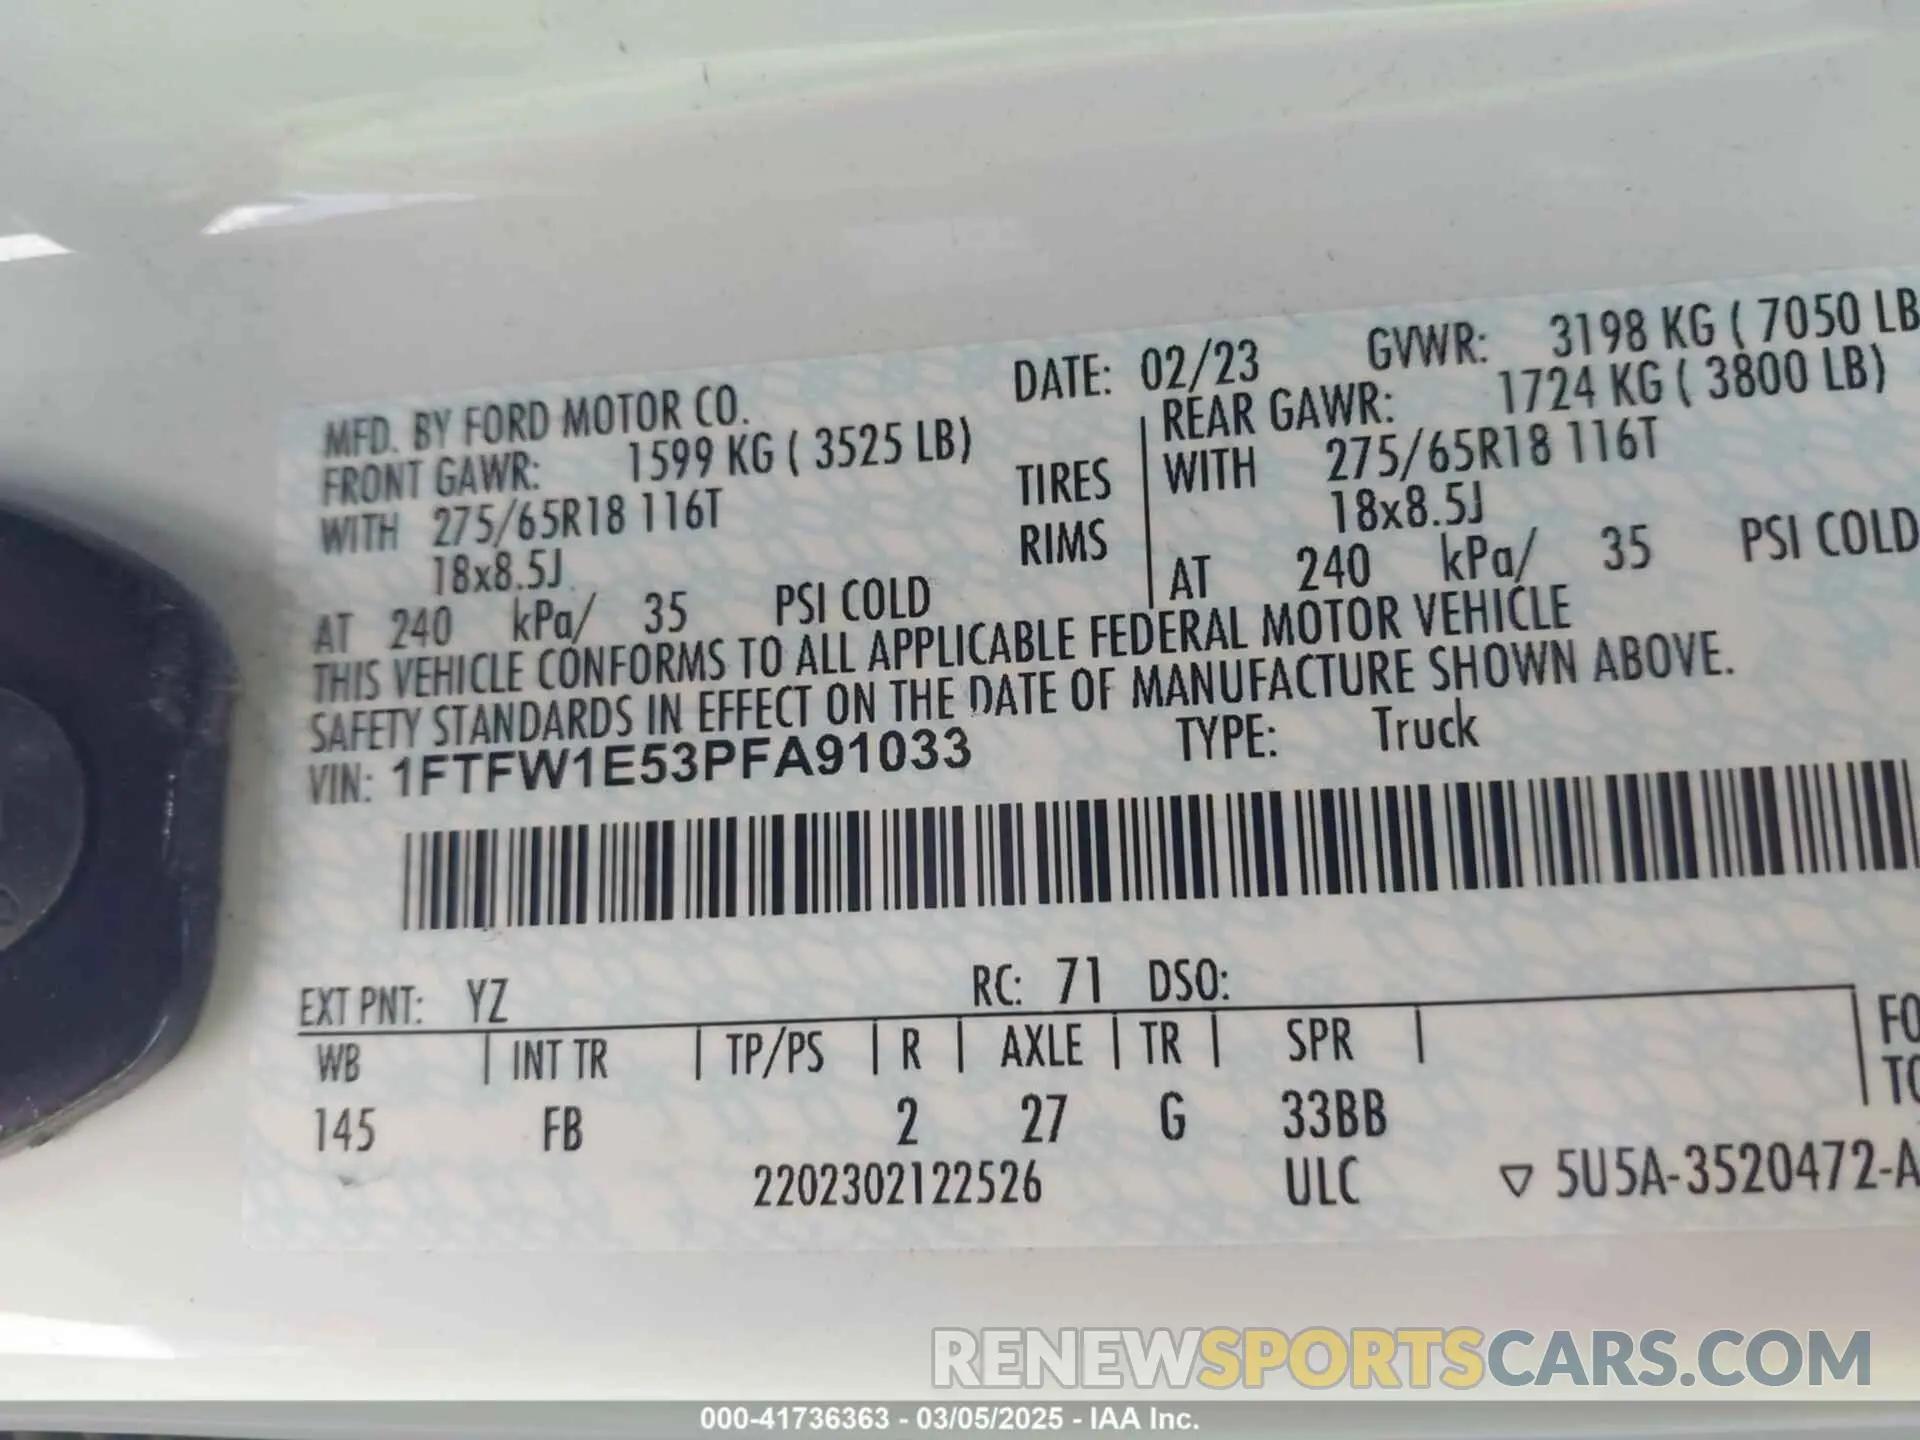 MFD. BY FORD MOTOR CO. DATE: 02/23 GVWR: 3198 KG ( 7050 LB
FRONT GAWR: 1599 KG ( 3525 LB) REAR GAWR: 1724 KG ( 3800 LB)
WITH 275/65R18 116T TIRES WITH 275/65R18 116T
18x8.5J RIMS 18x8.5J
AT 240 kPa/ 35 PSI COLD AT 240 kPa/ 35 PSI COLD
THIS VEHICLE CONFORMS TO ALL APPLICABLE FEDERAL MOTOR VEHICLE
SAFETY STANDARDS IN EFFECT ON THE DATE OF MANUFACTURE SHOWN ABOVE.
VIN: 1FTFW1E53PFA91033 TYPE: Truck
EXT PNT: YZ RC: 71 DSO:
WB | INT TR | TP/PS | R | AXLE | TR | SPR |
145 FB 2 27 G 33BB
2202302122526 ULC ▽ 5U5A-3520472-A
RENEWSPORTSCARS.COM
000-41736363 - 03/05/2025 - IAA Inc.